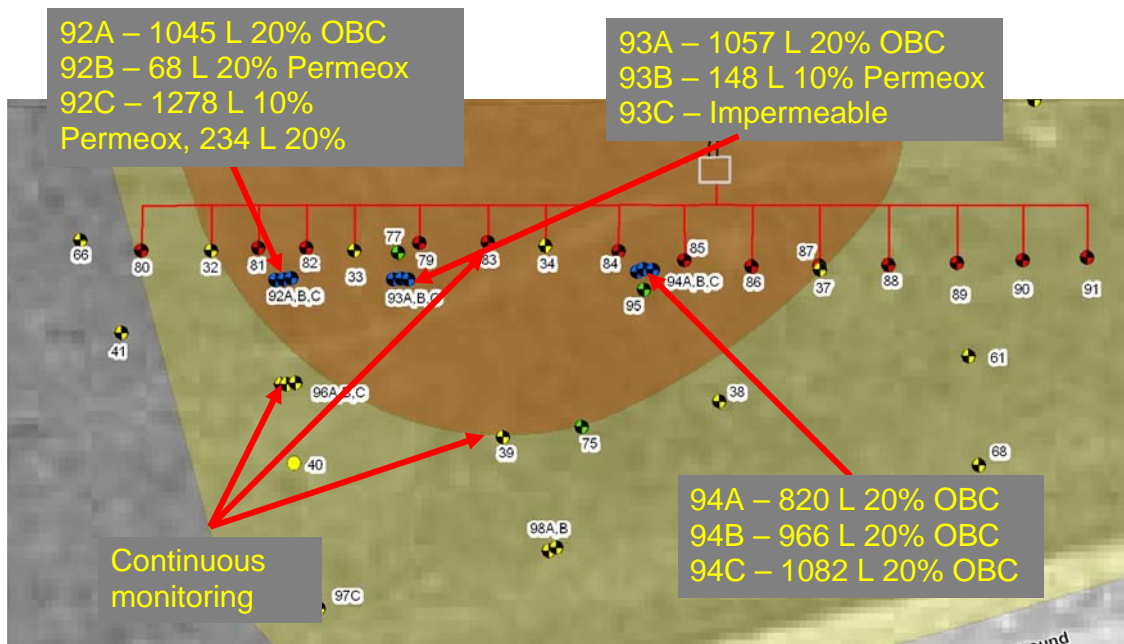 92A – 1045 L 20% OBC
92B – 68 L 20% Permeox
92C – 1278 L 10%
Permeox, 234 L 20%
93A – 1057 L 20% OBC
93B – 148 L 10% Permeox
93C – Impermeable
66
80
32
81
82
33
77
79
83
34
84
85
86
87
37
88
89
90
91
92A,B,C
93A,B,C
94A,B,C
95
41
96A,B,C
61
38
39
75
40
68
94A – 820 L 20% OBC
94B – 966 L 20% OBC
94C – 1082 L 20% OBC
98A,B
Continuous
monitoring
97C